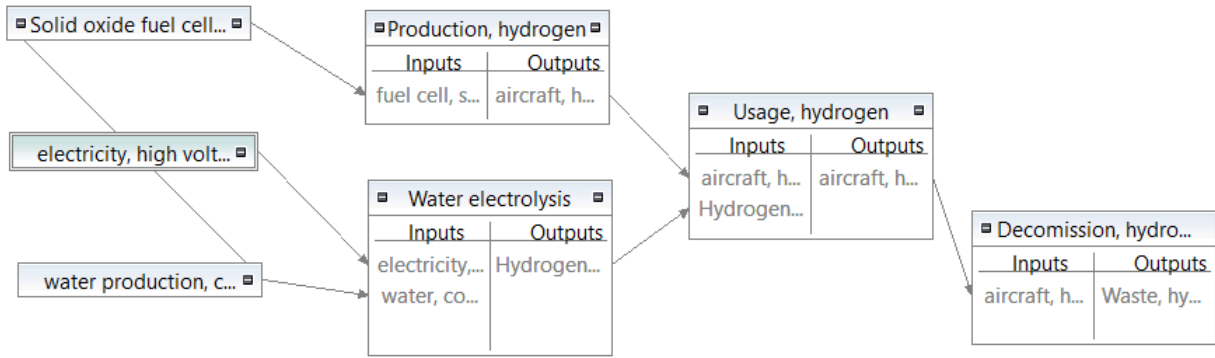 Solid oxide fuel cell...
electricity, high volt...
water production, c...
Production, hydrogen
Inputs Outputs
fuel cell, s... aircraft, h...
Water electrolysis
Inputs Outputs
electricity,... Hydrogen...
water, co...
Usage, hydrogen
Inputs Outputs
aircraft, h... aircraft, h...
Hydrogen...
Decomission, hydro...
Inputs Outputs
aircraft, h... Waste, hy...